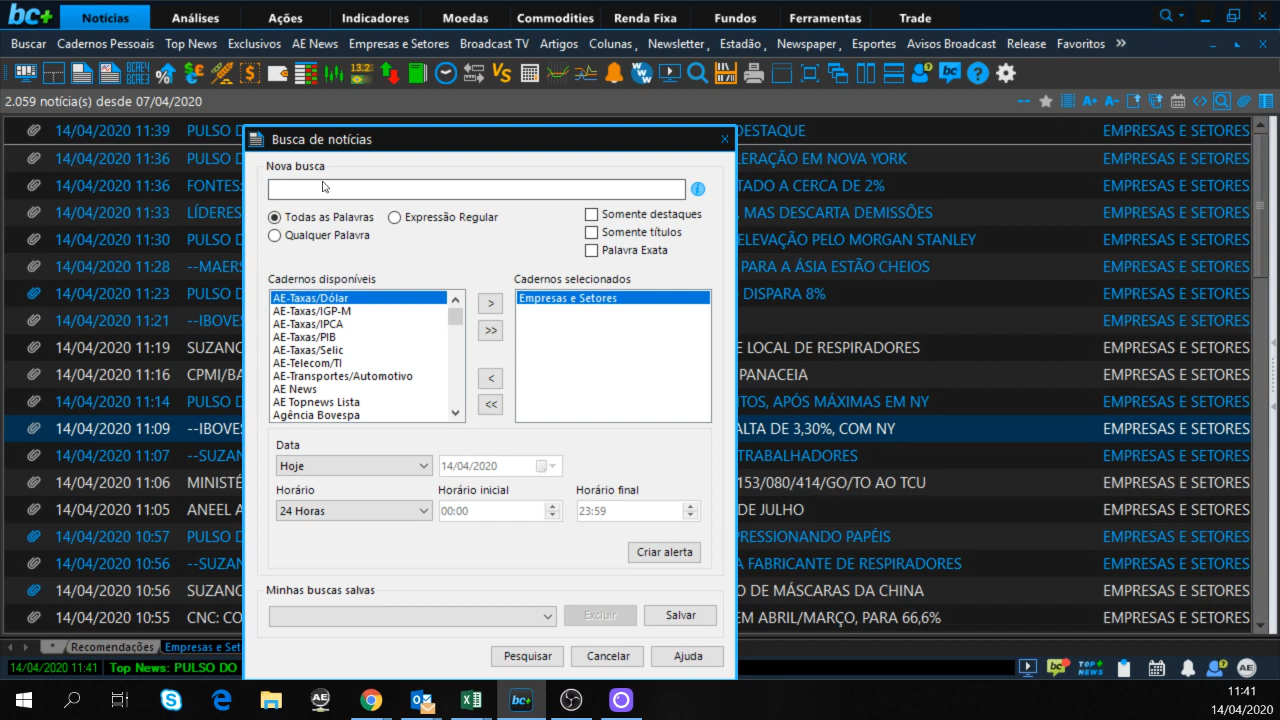 bc+ Notícias Análises Ações Indicadores Moedas Commodities Renda Fixa Fundos Ferramentas Trade
Buscar Cadernos Pessoais Top News Exclusivos AE News Empresas e Setores Broadcast TV Artigos Colunas , Newsletter , Estadão , Newspaper , Esportes Avisos Broadcast Release Favoritos »
2.059 notícia(s) desde 07/04/2020
14/04/2020 11:39 PULSO D DESTAQUE EMPRESAS E SETORES
14/04/2020 11:36 PULSO D ERAÇÃO EM NOVA YORK EMPRESAS E SETORES
14/04/2020 11:36 FONTES: TADO A CERCA DE 2% EMPRESAS E SETORES
14/04/2020 11:33 LÍDERES , MAS DESCARTA DEMISSÕES EMPRESAS E SETORES
14/04/2020 11:30 PULSO D ELEVAÇÃO PELO MORGAN STANLEY EMPRESAS E SETORES
14/04/2020 11:28 --MAERS PARA A ÁSIA ESTÃO CHEIOS EMPRESAS E SETORES
14/04/2020 11:23 PULSO D DISPARA 8% EMPRESAS E SETORES
14/04/2020 11:21 --IBOVES EMPRESAS E SETORES
14/04/2020 11:19 SUZANO E LOCAL DE RESPIRADORES EMPRESAS E SETORES
14/04/2020 11:16 CPMI/BA PANACEIA EMPRESAS E SETORES
14/04/2020 11:14 PULSO D TOS, APÓS MÁXIMAS EM NY EMPRESAS E SETORES
14/04/2020 11:09 --IBOVES ALTA DE 3,30%, COM NY EMPRESAS E SETORES
14/04/2020 11:07 --SUZAN TRABALHADORES EMPRESAS E SETORES
14/04/2020 11:06 MINISTÉ 153/080/414/GO/TO AO TCU EMPRESAS E SETORES
14/04/2020 11:05 ANEEL A DE JULHO EMPRESAS E SETORES
14/04/2020 10:57 PULSO D PRESSIONANDO PAPÉIS EMPRESAS E SETORES
14/04/2020 10:56 --SUZAN A FABRICANTE DE RESPIRADORES EMPRESAS E SETORES
14/04/2020 10:56 SUZANO O DE MÁSCARAS DA CHINA EMPRESAS E SETORES
14/04/2020 10:55 CNC: CO EM ABRIL/MARÇO, PARA 66,6% EMPRESAS E SETORES
Busca de notícias
Nova busca
Todas as Palavras Expressão Regular Somente destaques
Qualquer Palavra Somente títulos
Palavra Exata
Cadernos disponíveis Cadernos selecionados
AE-Taxas/Dólar Empresas e Setores
AE-Taxas/IGP-M
AE-Taxas/IPCA
AE-Taxas/PIB
AE-Taxas/Selic
AE-Telecom/TI
AE-Transportes/Automotivo
AE News
AE Topnews Lista
Agência Bovespa
> >> < <<
Data
Hoje 14/04/2020
Horário Horário inicial Horário final
24 Horas 00:00 23:59
Criar alerta
Minhas buscas salvas
Excluir Salvar
Pesquisar Cancelar Ajuda
* Recomendações Empresas e Set
14/04/2020 11:41 Top News: PULSO DO
11:41
14/04/2020